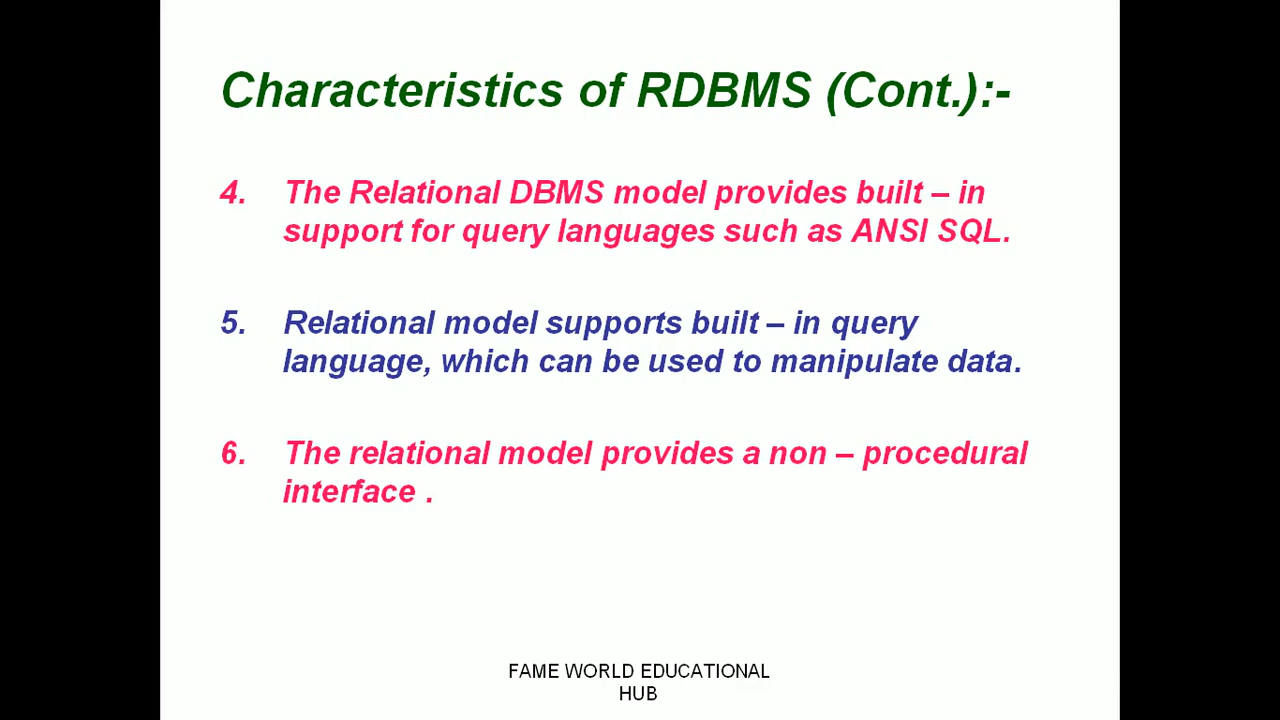 Characteristics of RDBMS (Cont.):-
4. The Relational DBMS model provides built – in
support for query languages such as ANSI SQL.
5. Relational model supports built – in query
language, which can be used to manipulate data.
6. The relational model provides a non – procedural
interface .
FAME WORLD EDUCATIONAL
HUB